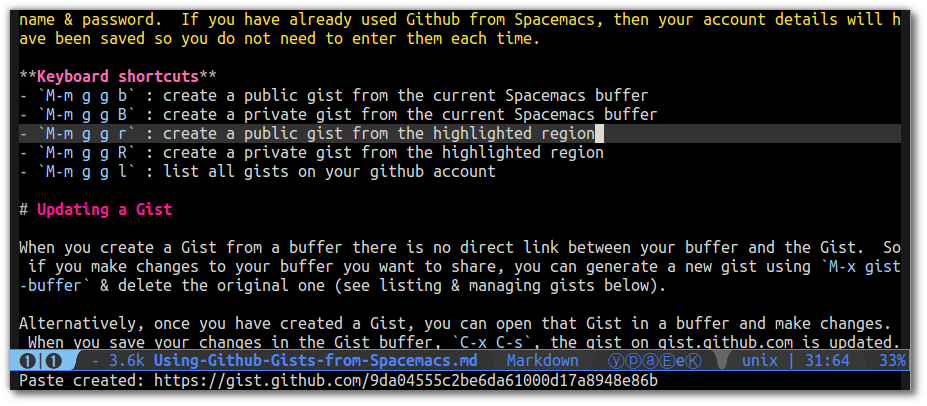 name & password.  If you have already used Github from Spacemacs, then your account details will h
ave been saved so you do not need to enter them each time.
**Keyboard shortcuts**
- `M-m g g b` : create a public gist from the current Spacemacs buffer
- `M-m g g B` : create a private gist from the current Spacemacs buffer
- `M-m g g r` : create a public gist from the highlighted region
- `M-m g g R` : create a private gist from the highlighted region
- `M-m g g l` : list all gists on your github account
# Updating a Gist
When you create a Gist from a buffer there is no direct link between your buffer and the Gist.  So
if you make changes to your buffer you want to share, you can generate a new gist using `M-x gist
-buffer` & delete the original one (see listing & managing gists below).
Alternatively, once you have created a Gist, you can open that Gist in a buffer and make changes.
When you save your changes in the Gist buffer, `C-x C-s`, the gist on gist.github.com is updated.
❶|❶ - 3.6k Using-Github-Gists-from-Spacemacs.md Markdown ⓨⓟⓐⒺeⓀ unix | 31:64 33%
Paste created: https://gist.github.com/9da04555c2be6da61000d17a8948e86b